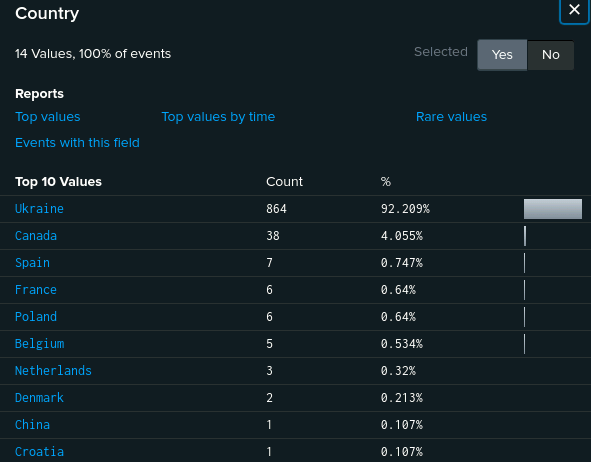 Country
14 Values, 100% of events
Selected Yes No
Reports
Top values Top values by time Rare values
Events with this field
Top 10 Values Count %
Ukraine 864 92.209%
Canada 38 4.055%
Spain 7 0.747%
France 6 0.64%
Poland 6 0.64%
Belgium 5 0.534%
Netherlands 3 0.32%
Denmark 2 0.213%
China 1 0.107%
Croatia 1 0.107%